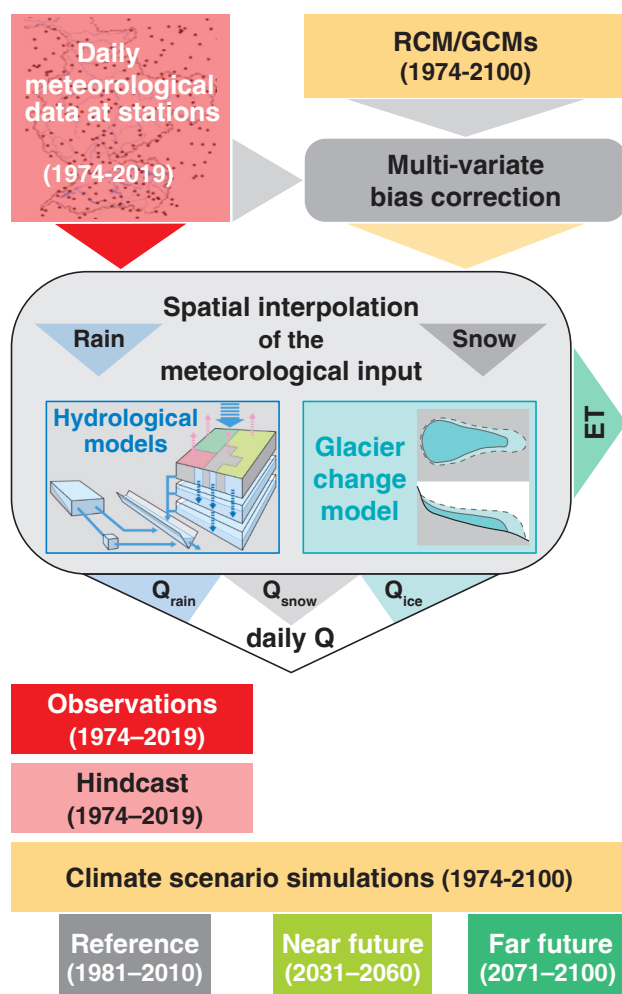 Daily
meteorological
data at stations
(1974-2019)
RCM/GCMs
(1974-2100)
Multi-variate
bias correction
Spatial interpolation
of the
meteorological input
Rain
Snow
ET
Hydrological
models
Glacier
change
model
Qrain
Qsnow
Qice
daily Q
Observations
(1974–2019)
Hindcast
(1974–2019)
Climate scenario simulations (1974-2100)
Reference
(1981–2010)
Near future
(2031–2060)
Far future
(2071–2100)